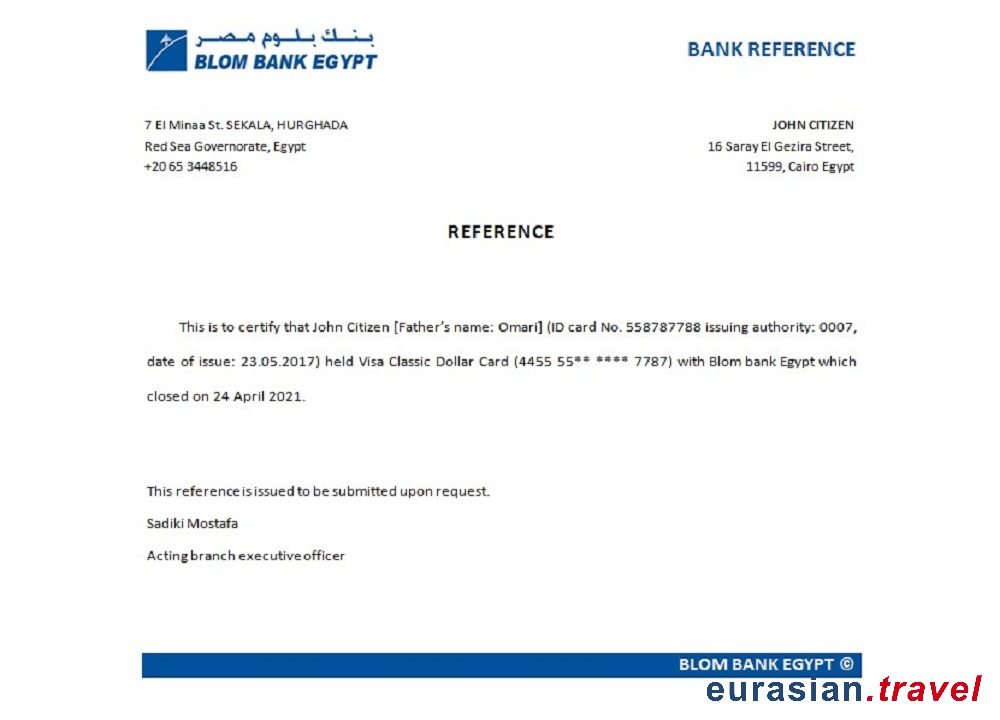 بنك بلوم مصر
BLOM BANK EGYPT
BANK REFERENCE
7 El Minaa St. SEKALA, HURGHADA
Red Sea Governorate, Egypt
+20 65 3448516
JOHN CITIZEN
16 Saray El Gezira Street,
11599, Cairo Egypt
REFERENCE
This is to certify that John Citizen [Father’s name: Omari] (ID card No. 558787788 issuing authority: 0007,
date of issue: 23.05.2017) held Visa Classic Dollar Card (4455 55** **** 7787) with Blom bank Egypt which
closed on 24 April 2021.
This reference is issued to be submitted upon request.
Sadiki Mostafa
Acting branch executive officer
BLOM BANK EGYPT ©
eurasian.travel